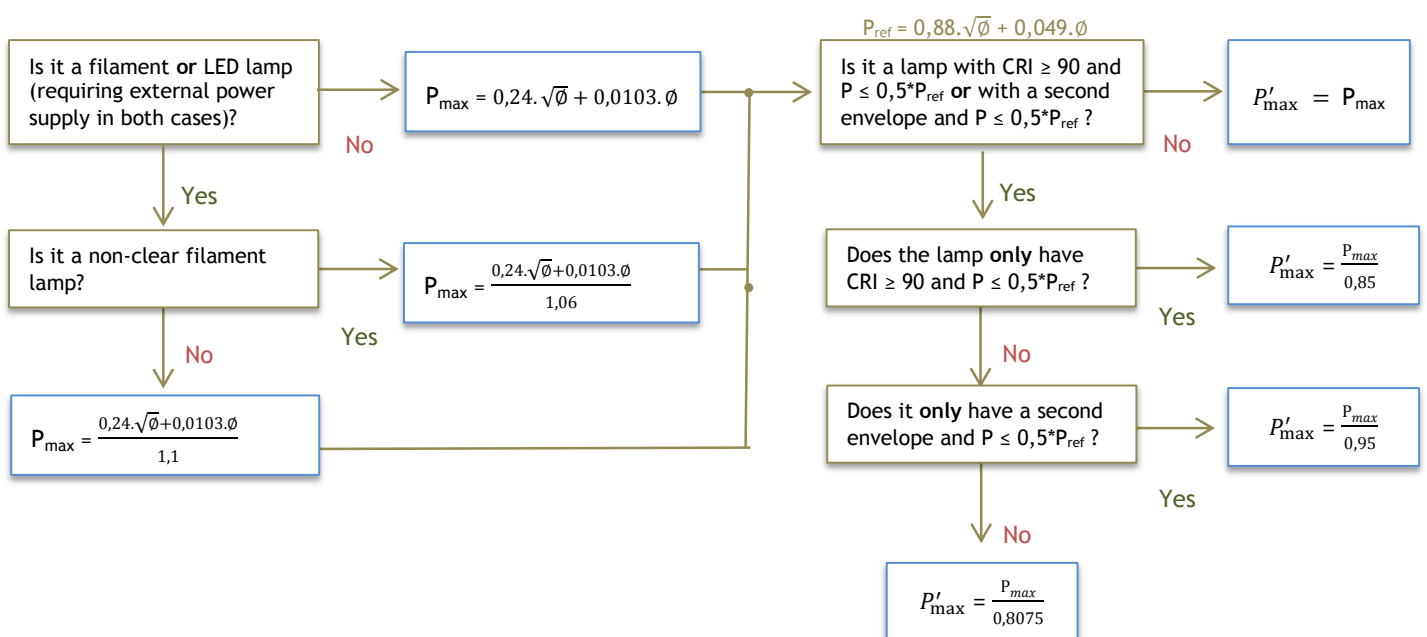 Is it a filament or LED lamp
(requiring external power
supply in both cases)?
No
P_max = 0,24.√Ø + 0,0103.Ø
Yes
Is it a non-clear filament
lamp?
Yes
P_max = (0,24.√Ø+0,0103.Ø)/1,06
No
P_max = (0,24.√Ø+0,0103.Ø)/1,1
P_ref = 0,88.√Ø + 0,049.Ø
Is it a lamp with CRI ≥ 90 and
P ≤ 0,5*P_ref or with a second
envelope and P ≤ 0,5*P_ref ?
No
P′_max = P_max
Yes
Does the lamp only have
CRI ≥ 90 and P ≤ 0,5*P_ref ?
Yes
P′_max = P_max/0,85
No
Does it only have a second
envelope and P ≤ 0,5*P_ref ?
Yes
P′_max = P_max/0,95
No
P′_max = P_max/0,8075